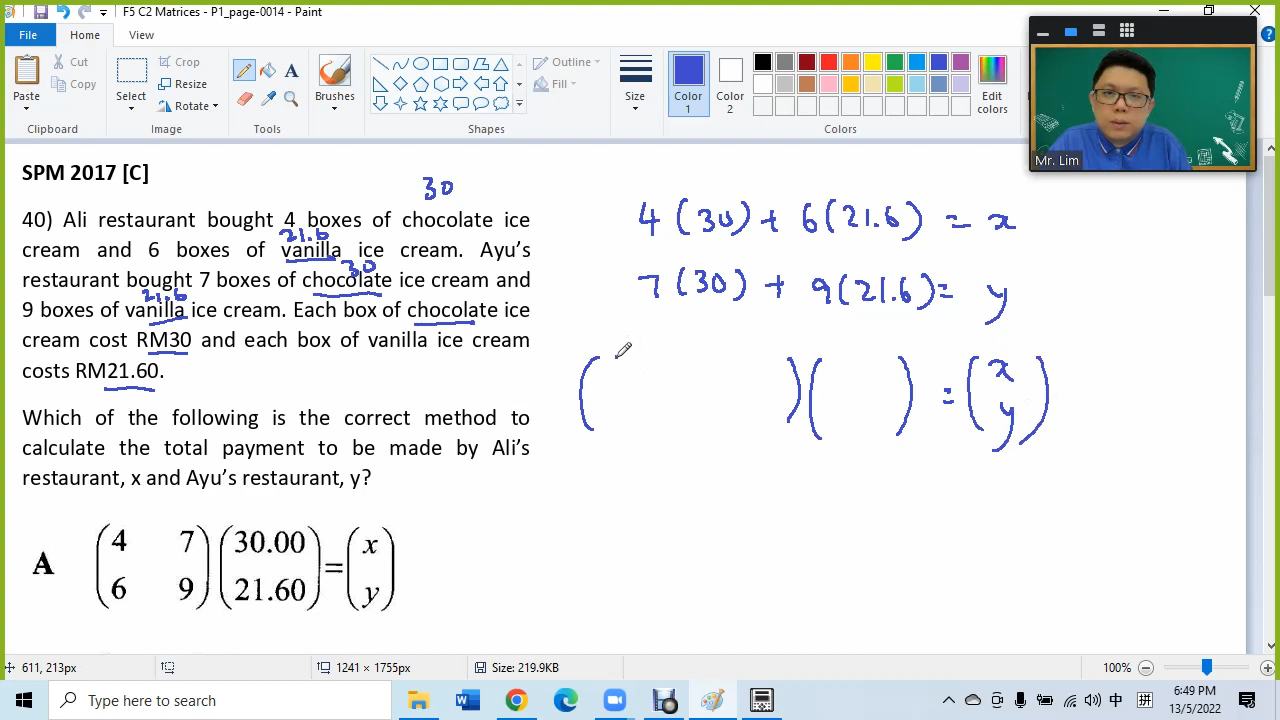 F5 C2 Matrices - P1_page-0014 - Paint
File Home View
Paste Cut Copy Clipboard
Select Crop Resize Rotate Image
Tools
Brushes
Outline Fill Shapes
Size
Color 1 Color 2 Edit colors Colors
Mr. Lim
SPM 2017 [C]
30
40) Ali restaurant bought 4 boxes of chocolate ice
21.6
cream and 6 boxes of vanilla ice cream. Ayu's
30
restaurant bought 7 boxes of chocolate ice cream and
21.6
9 boxes of vanilla ice cream. Each box of chocolate ice
cream cost RM30 and each box of vanilla ice cream
costs RM21.60.
Which of the following is the correct method to
calculate the total payment to be made by Ali's
restaurant, x and Ayu's restaurant, y?
A (4 7) (30.00) = (x)
(6 9) (21.60) (y)
4(30) + 6(21.6) = x
7(30) + 9(21.6) = y
( ) ( ) = (x)
(y)
611, 213px 1241 × 1755px Size: 219.9KB 100%
Type here to search 中 拼 6:49 PM
13/5/2022